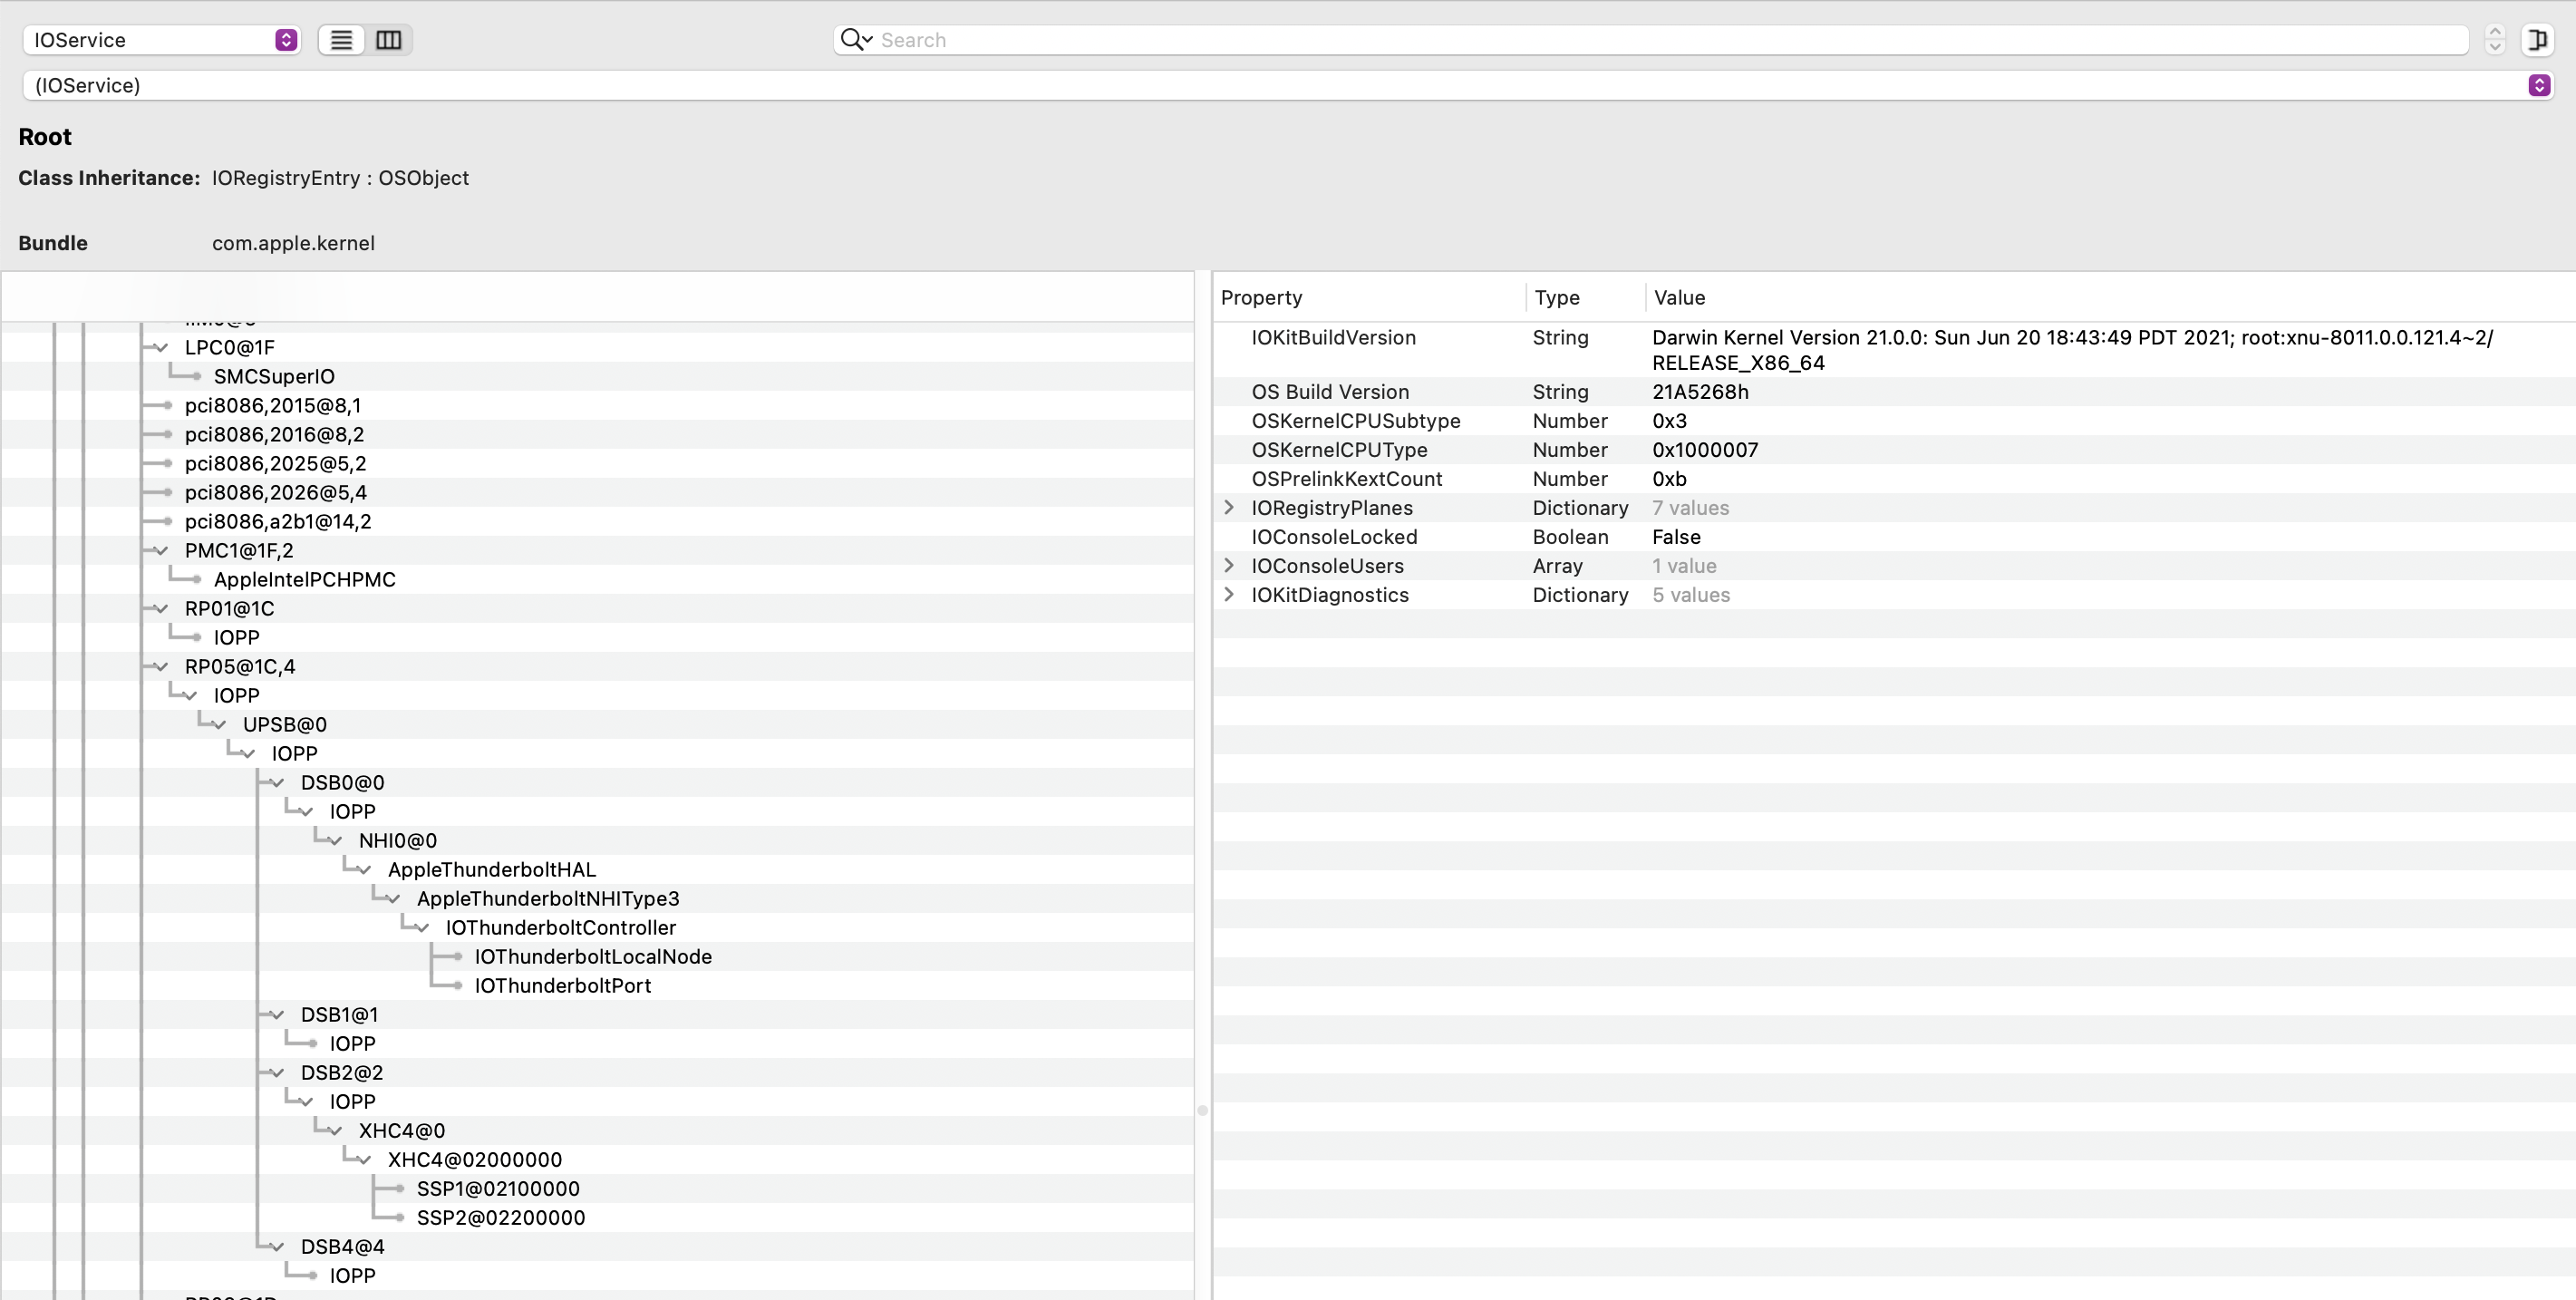 IOService
Search
(IOService)
Root
Class Inheritance: IORegistryEntry : OSObject
Bundle com.apple.kernel
Property Type Value
LPC0@1F
SMCSuperIO
pci8086,2015@8,1
pci8086,2016@8,2
pci8086,2025@5,2
pci8086,2026@5,4
pci8086,a2b1@14,2
PMC1@1F,2
AppleIntelPCHPMC
RP01@1C
IOPP
RP05@1C,4
IOPP
UPSB@0
IOPP
DSB0@0
IOPP
NHI0@0
AppleThunderboltHAL
AppleThunderboltNHIType3
IOThunderboltController
IOThunderboltLocalNode
IOThunderboltPort
DSB1@1
IOPP
DSB2@2
IOPP
XHC4@0
XHC4@02000000
SSP1@02100000
SSP2@02200000
DSB4@4
IOPP
IOKitBuildVersion String Darwin Kernel Version 21.0.0: Sun Jun 20 18:43:49 PDT 2021; root:xnu-8011.0.0.121.4~2/
RELEASE_X86_64
OS Build Version String 21A5268h
OSKernelCPUSubtype Number 0x3
OSKernelCPUType Number 0x1000007
OSPrelinkKextCount Number 0xb
IORegistryPlanes Dictionary 7 values
IOConsoleLocked Boolean False
IOConsoleUsers Array 1 value
IOKitDiagnostics Dictionary 5 values